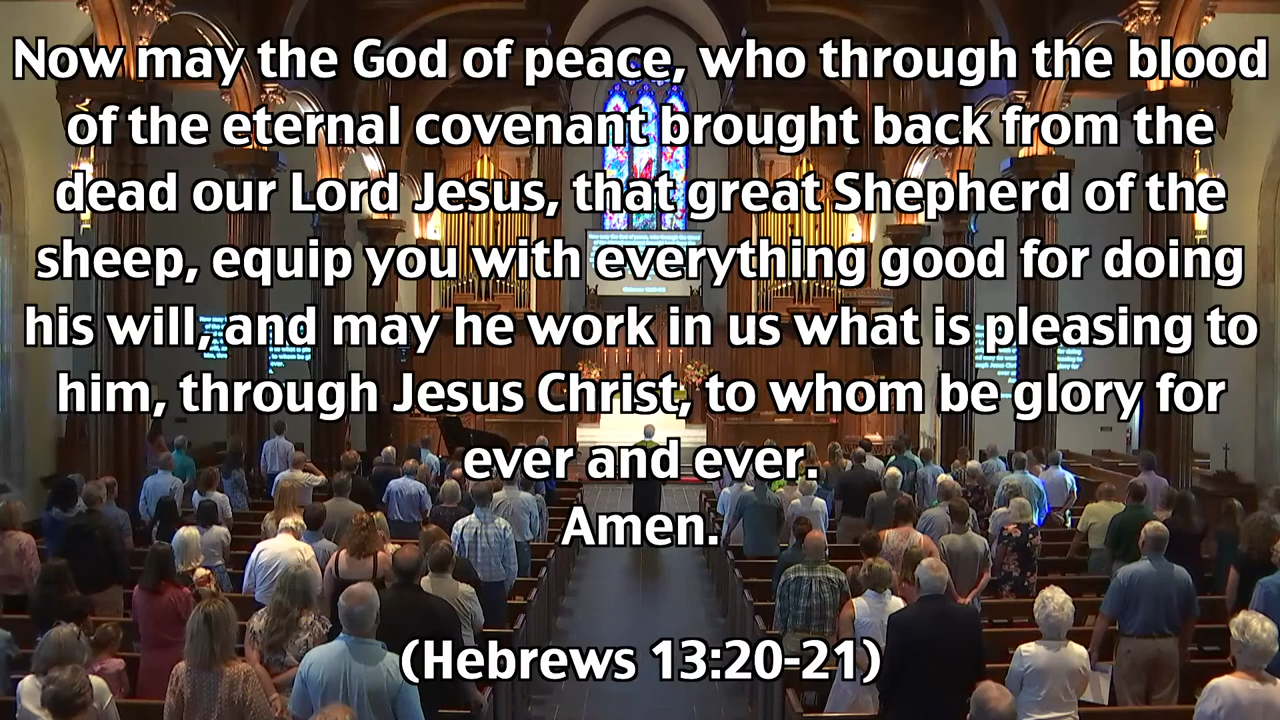 Now may the God of peace, who through the blood
of the eternal covenant brought back from the
dead our Lord Jesus, that great Shepherd of the
sheep, equip you with everything good for doing
his will, and may he work in us what is pleasing to
him, through Jesus Christ, to whom be glory for
ever and ever.
Amen.
(Hebrews 13:20-21)